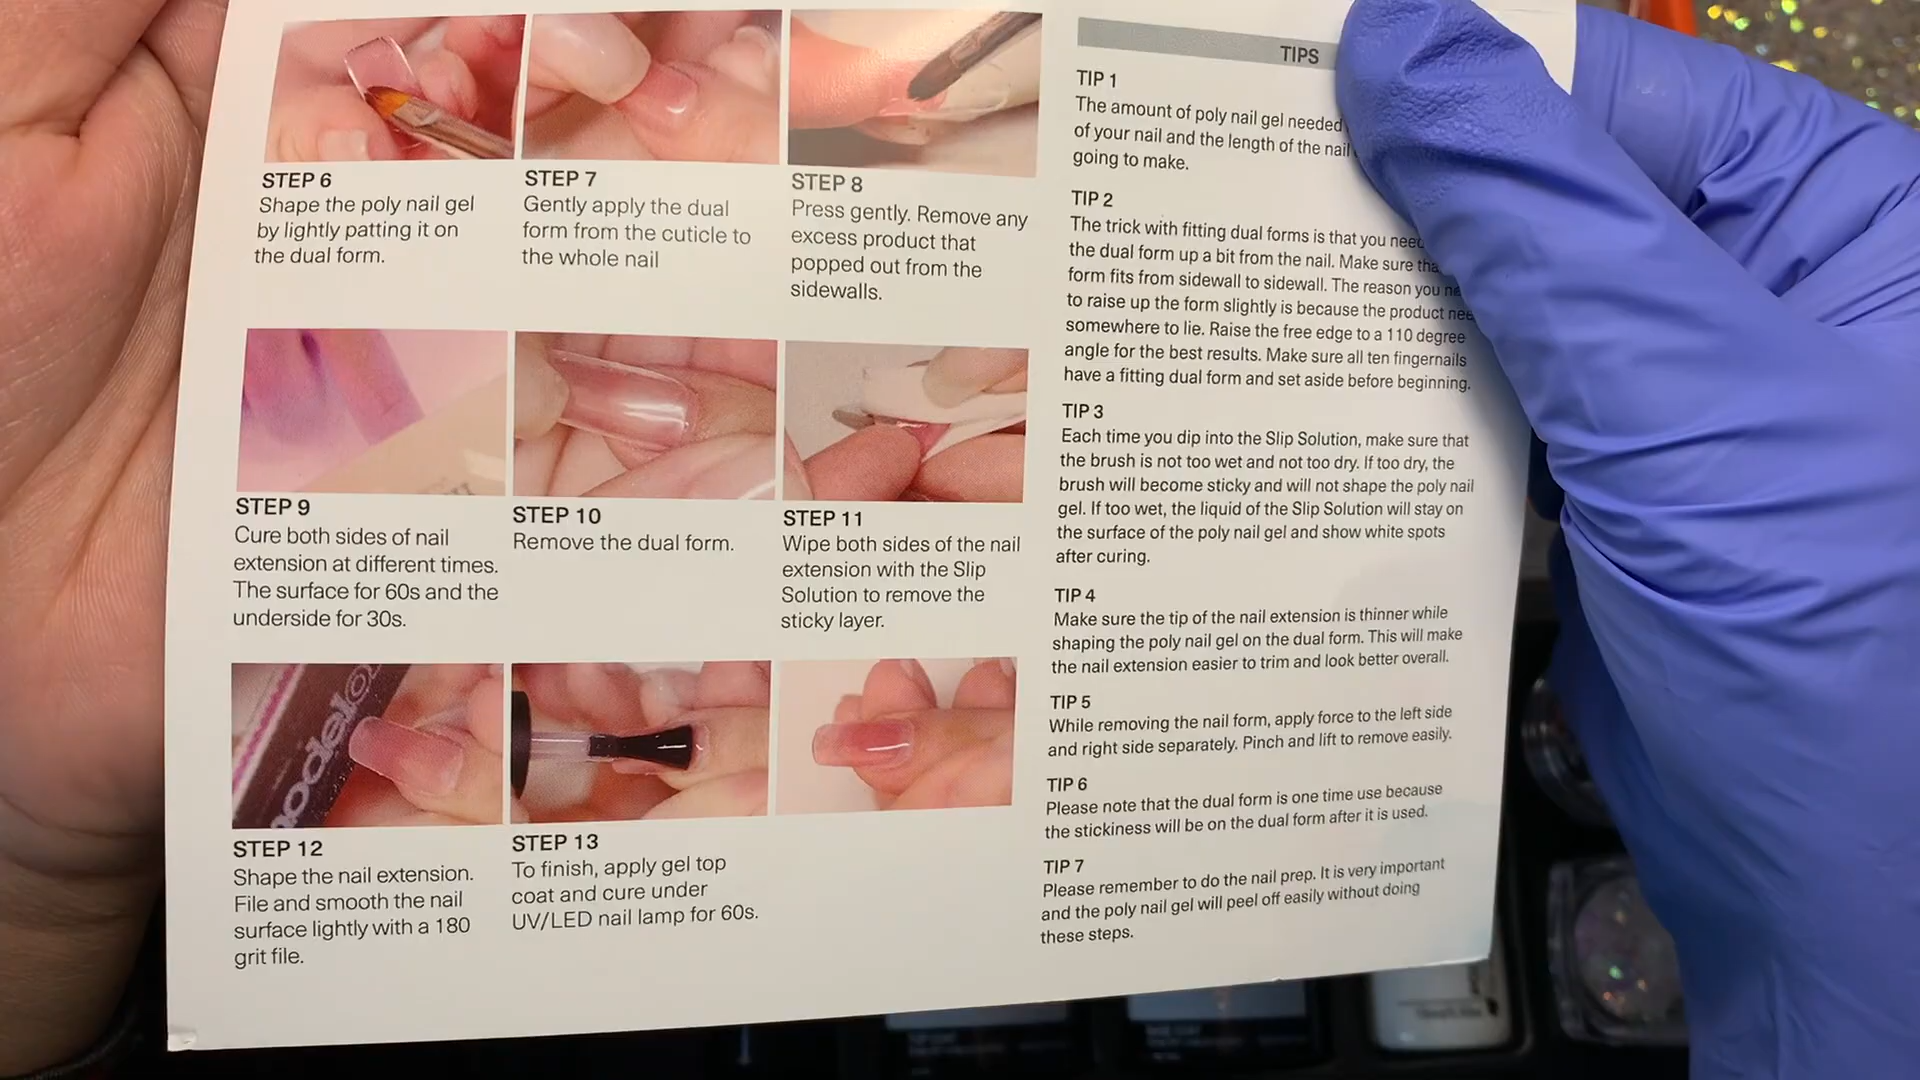 STEP 6
Shape the poly nail gel
by lightly patting it on
the dual form.
STEP 7
Gently apply the dual
form from the cuticle to
the whole nail
STEP 8
Press gently. Remove any
excess product that
popped out from the
sidewalls.
STEP 9
Cure both sides of nail
extension at different times.
The surface for 60s and the
underside for 30s.
STEP 10
Remove the dual form.
STEP 11
Wipe both sides of the nail
extension with the Slip
Solution to remove the
sticky layer.
modelo
STEP 12
Shape the nail extension.
File and smooth the nail
surface lightly with a 180
grit file.
STEP 13
To finish, apply gel top
coat and cure under
UV/LED nail lamp for 60s.
TIPS
TIP 1
The amount of poly nail gel needed
of your nail and the length of the nail
going to make.
TIP 2
The trick with fitting dual forms is that you need
the dual form up a bit from the nail. Make sure
form fits from sidewall to sidewall. The reason you
to raise up the form slightly is because the product
somewhere to lie. Raise the free edge to a 110 degree
angle for the best results. Make sure all ten fingernails
have a fitting dual form and set aside before beginning.
TIP 3
Each time you dip into the Slip Solution, make sure that
the brush is not too wet and not too dry. If too dry, the
brush will become sticky and will not shape the poly nail
gel. If too wet, the liquid of the Slip Solution will stay on
the surface of the poly nail gel and show white spots
after curing.
TIP 4
Make sure the tip of the nail extension is thinner while
shaping the poly nail gel on the dual form. This will make
the nail extension easier to trim and look better overall.
TIP 5
While removing the nail form, apply force to the left side
and right side separately. Pinch and lift to remove easily.
TIP 6
Please note that the dual form is one time use because
the stickiness will be on the dual form after it is used.
TIP 7
Please remember to do the nail prep. It is very important
and the poly nail gel will peel off easily without doing
these steps.